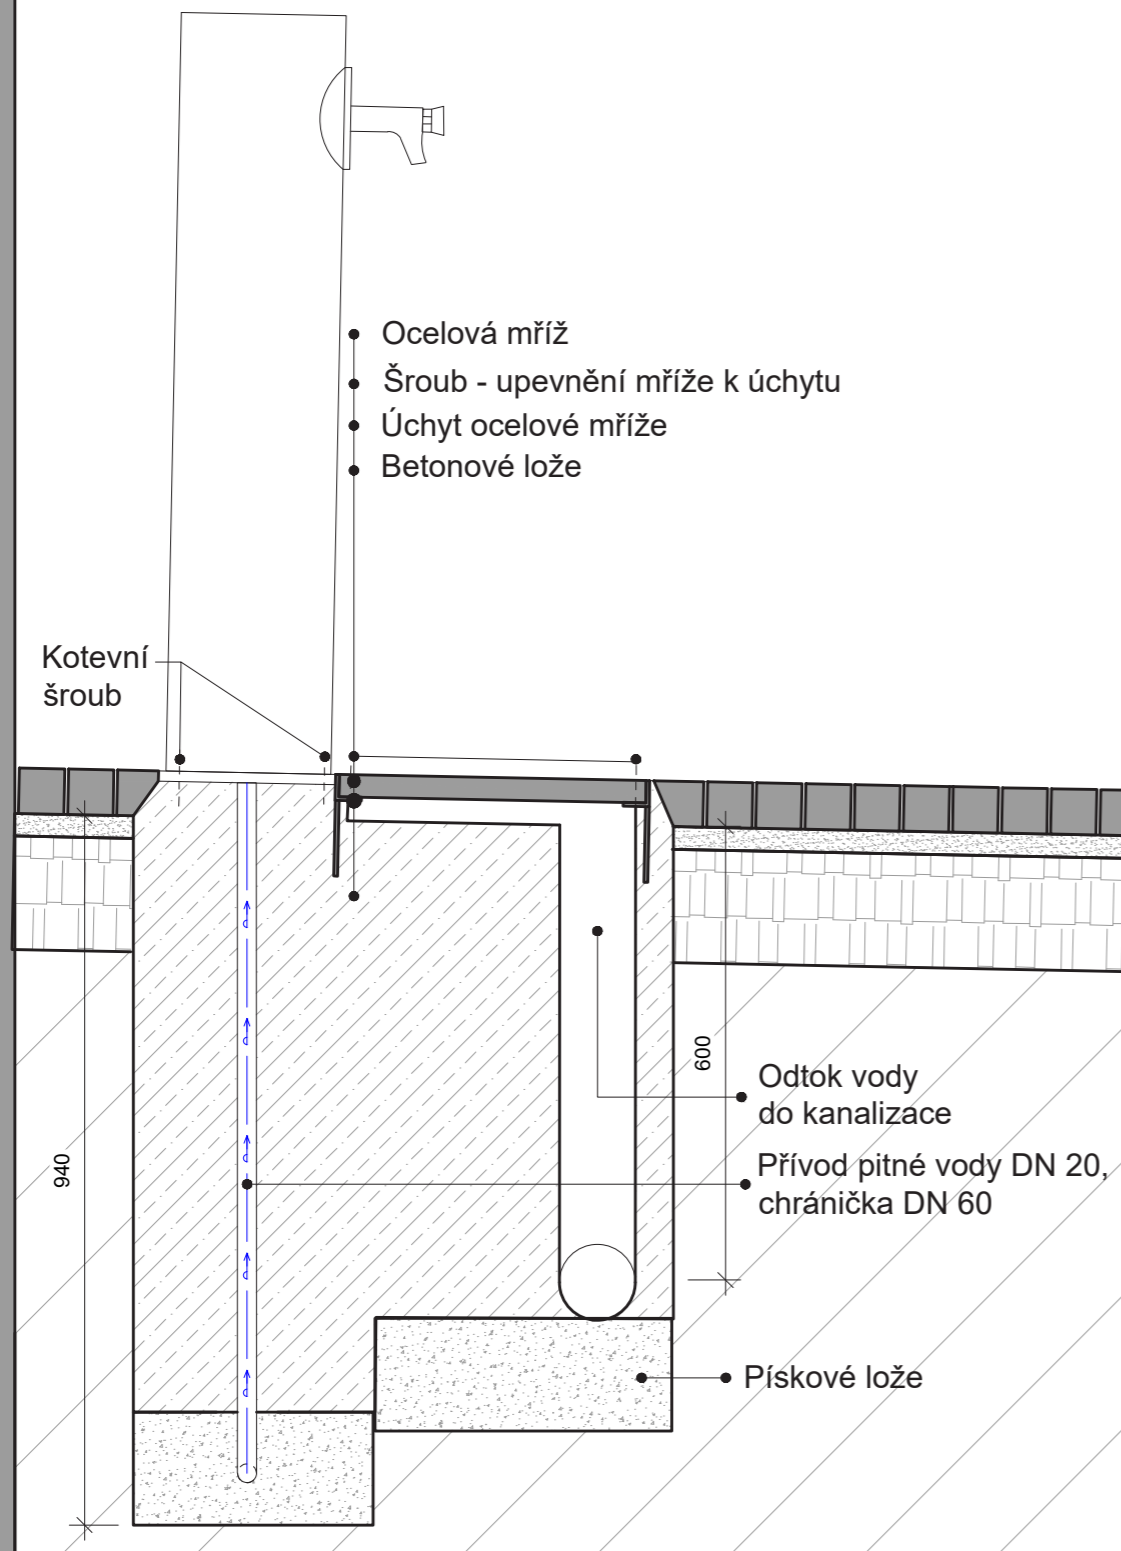 Ocelová mříž
Šroub - upevnění mříže k úchytu
Úchyt ocelové mříže
Betonové lože
Kotevní
šroub
600
Odtok vody
do kanalizace
940
Přívod pitné vody DN 20,
chránička DN 60
Pískové lože